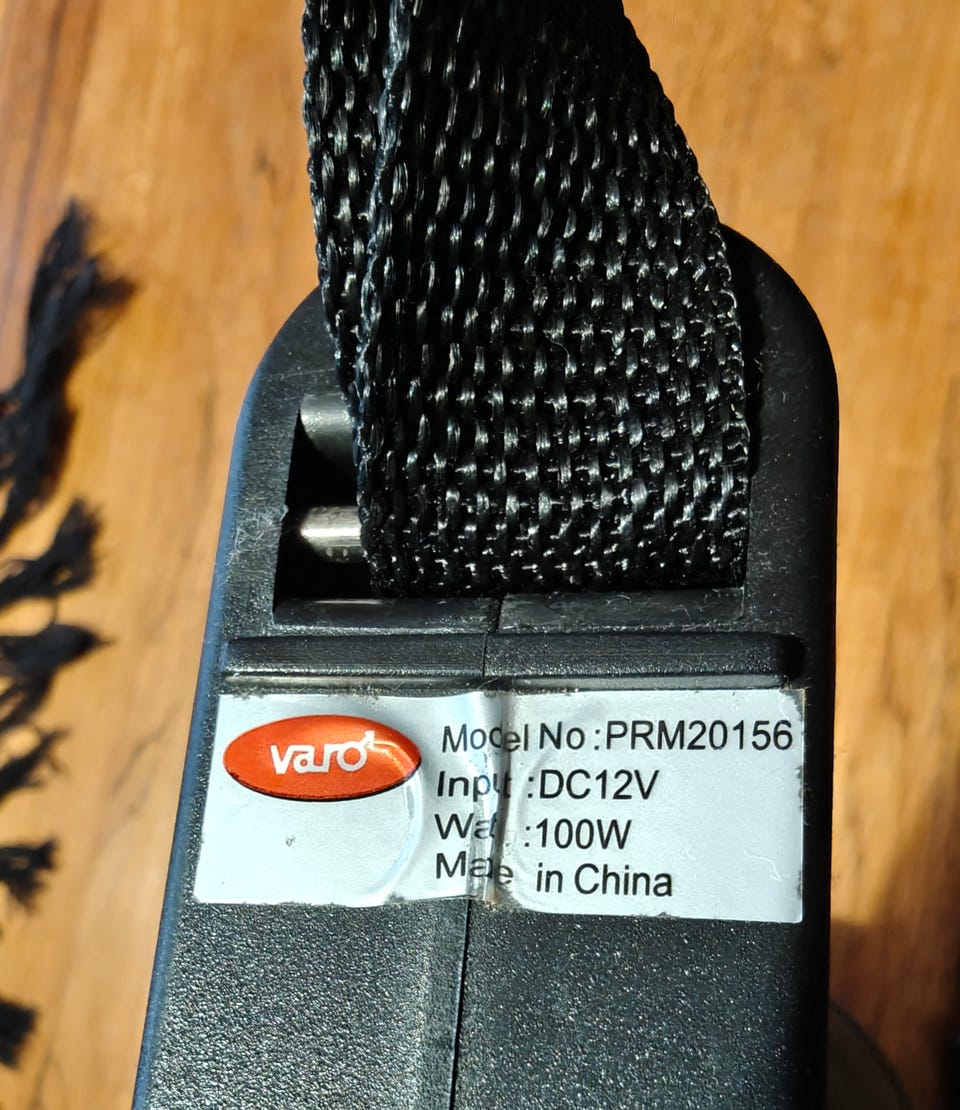 varo
Model No :PRM20156
Input :DC12V
Watt :100W
Made in China